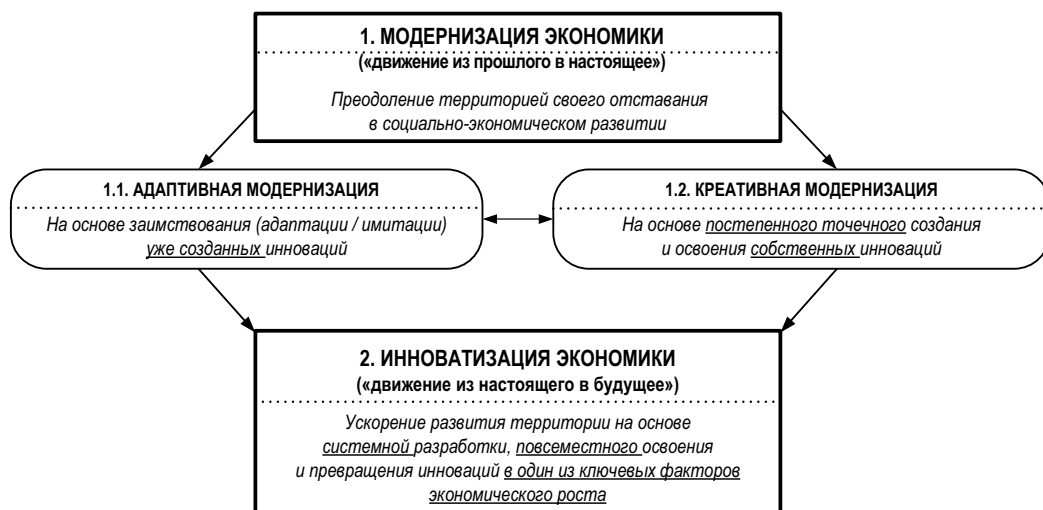 1. МОДЕРНИЗАЦИЯ ЭКОНОМИКИ
(«движение из прошлого в настоящее»)
Преодоление территорией своего отставания
в социально-экономическом развитии
1.1. АДАПТИВНАЯ МОДЕРНИЗАЦИЯ
На основе заимствования (адаптации / имитации)
уже созданных инноваций
1.2. КРЕАТИВНАЯ МОДЕРНИЗАЦИЯ
На основе постепенного точечного создания
и освоения собственных инноваций
2. ИННОВАТИЗАЦИЯ ЭКОНОМИКИ
(«движение из настоящего в будущее»)
Ускорение развития территории на основе
системной разработки, повсеместного освоения
и превращения инноваций в один из ключевых факторов
экономического роста